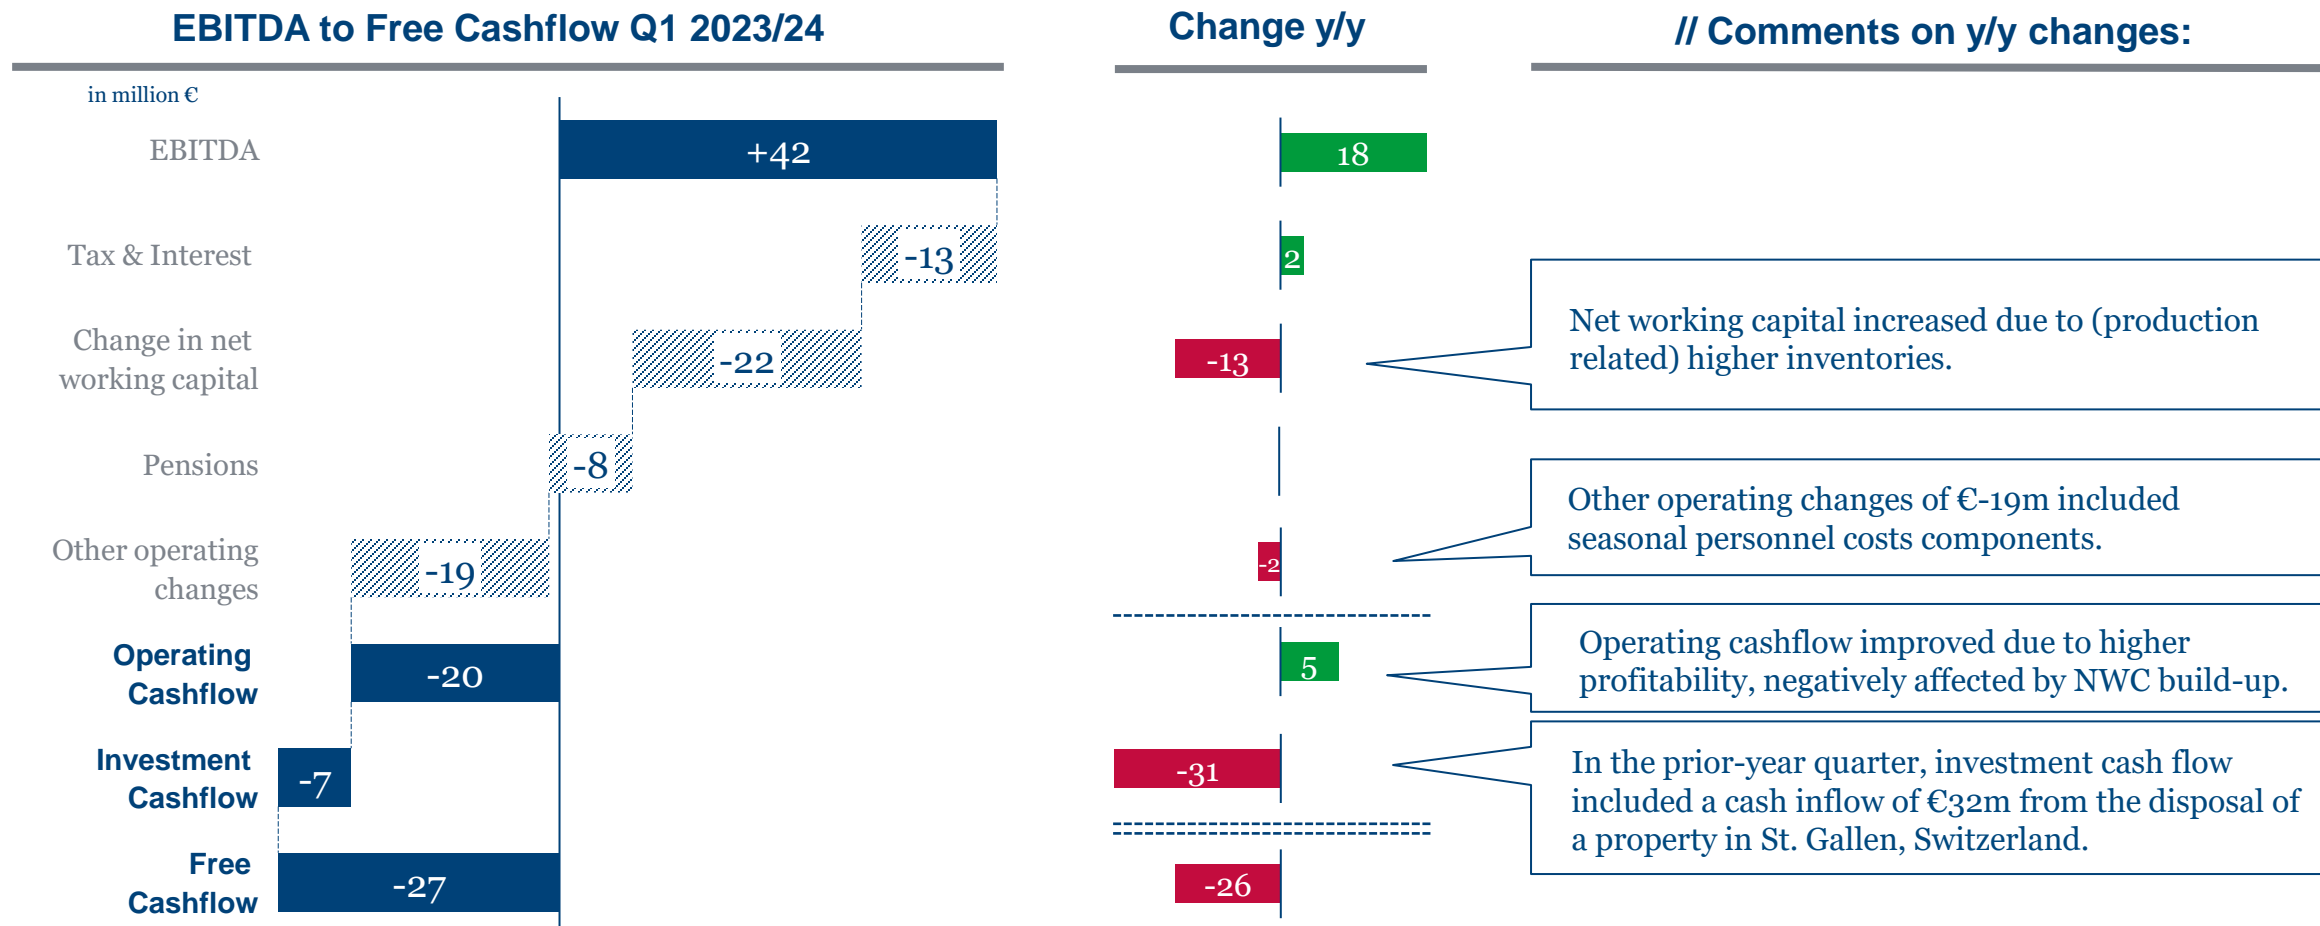 EBITDA to Free Cashflow Q1 2023/24
Change y/y
// Comments on y/y changes:
in million €
EBITDA
+42
18
Tax & Interest
-13
2
Change in net
working capital
-22
-13
Net working capital increased due to (production
related) higher inventories.
Pensions
-8
Other operating
changes
-19
-2
Other operating changes of €-19m included
seasonal personnel costs components.
Operating
Cashflow
-20
5
Operating cashflow improved due to higher
profitability, negatively affected by NWC build-up.
Investment
Cashflow
-7
-31
In the prior-year quarter, investment cash flow
included a cash inflow of €32m from the disposal of
a property in St. Gallen, Switzerland.
Free
Cashflow
-27
-26